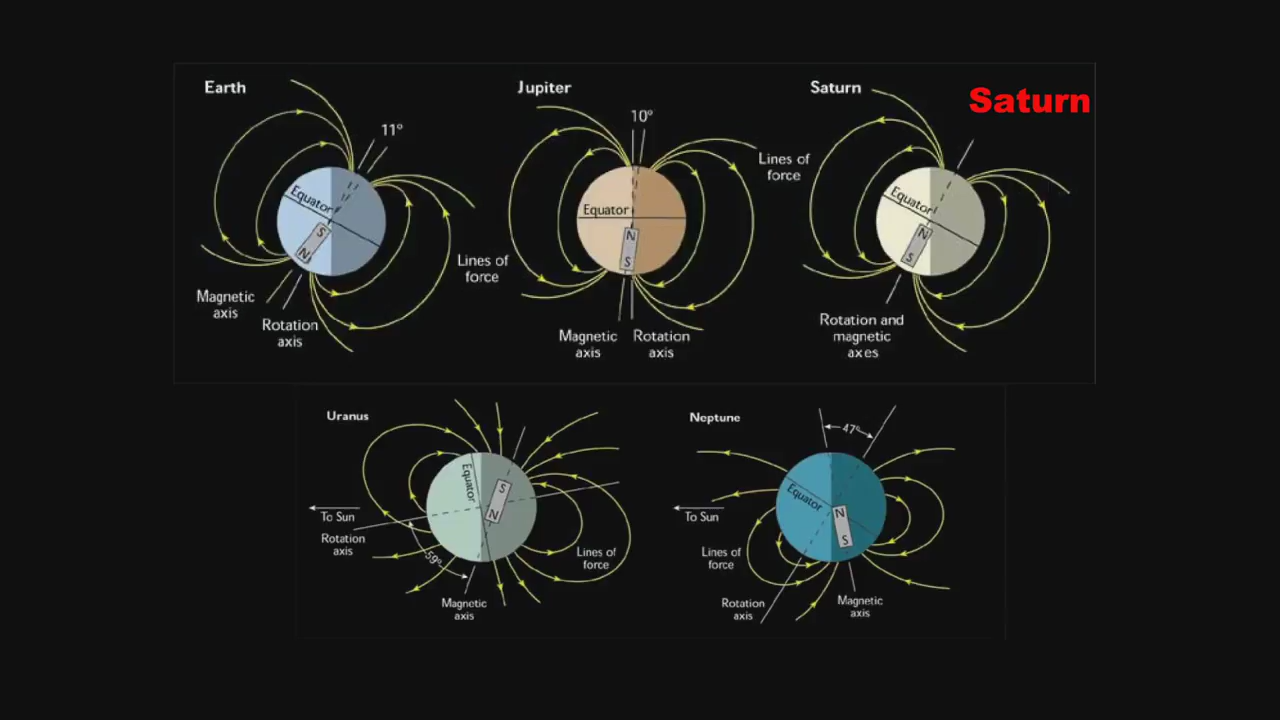 Earth
11°
Equator
S
N
Magnetic
axis
Rotation
axis
Lines of
force
Jupiter
10°
Equator
N
S
Magnetic
axis
Rotation
axis
Lines of
force
Saturn
Saturn
Equator
N
S
Rotation and
magnetic
axes
Uranus
Equator
S
N
To Sun
Rotation
axis
59°
Magnetic
axis
Lines of
force
Neptune
47°
Equator
N
S
To Sun
Lines of
force
Rotation
axis
Magnetic
axis